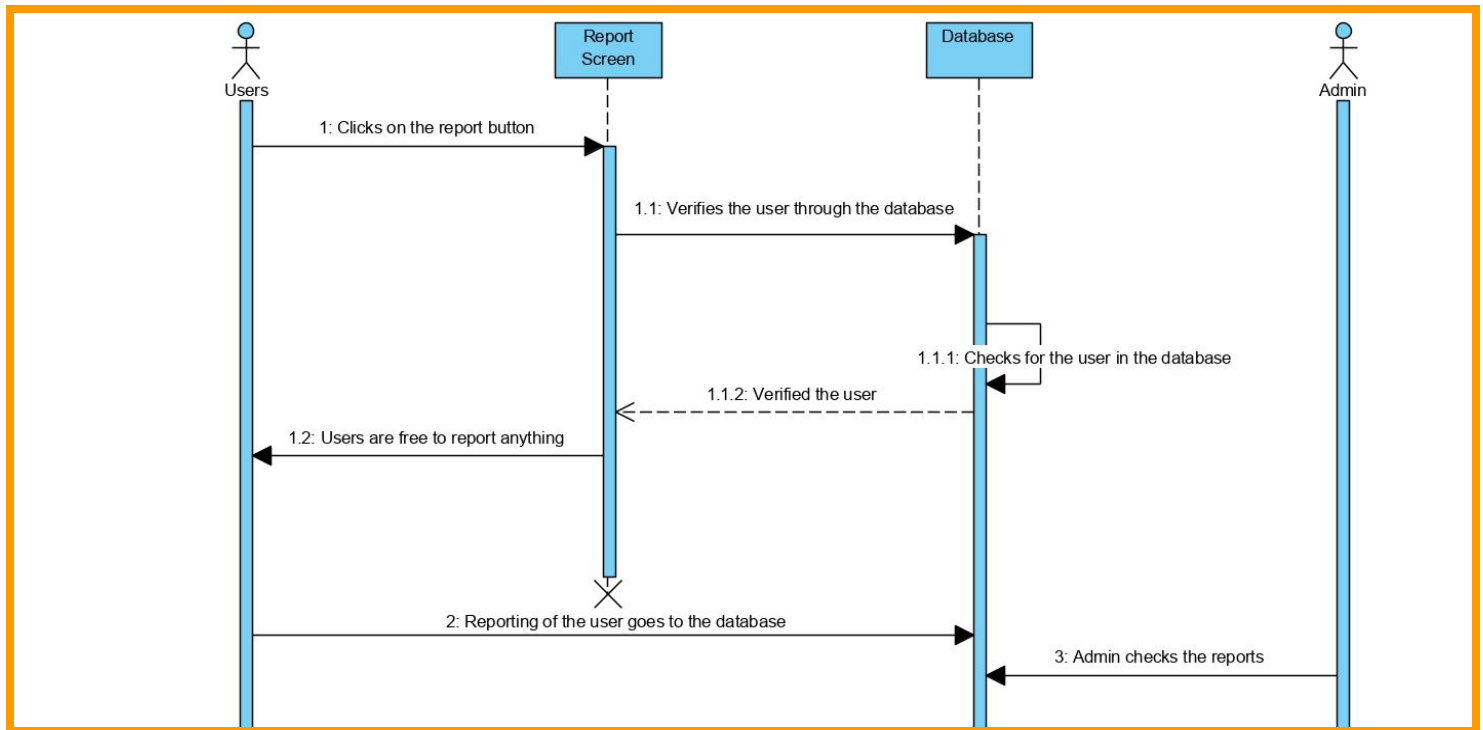 Report
Screen
Database
Users
Admin
1: Clicks on the report button
1.1: Verifies the user through the database
1.1.1: Checks for the user in the database
1.1.2: Verified the user
1.2: Users are free to report anything
2: Reporting of the user goes to the database
3: Admin checks the reports